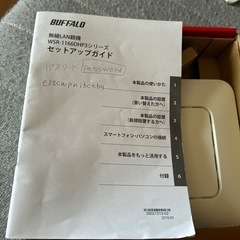 BUFFALO
無線LAN親機
WSR-1166DHP3シリーズ
セットアップガイド
パスワード password
本製品の使いかた 1
本製品の設置
（買い替えた方へ） 2
本製品の設置
（新規設置する方へ） 3
スマートフォン・パソコンの接続 4
本製品をもっと活用する 5
付録 6